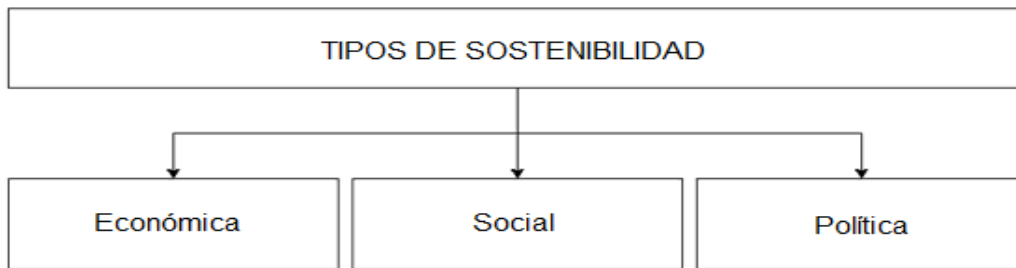 TIPOS DE SOSTENIBILIDAD
Económica
Social
Política